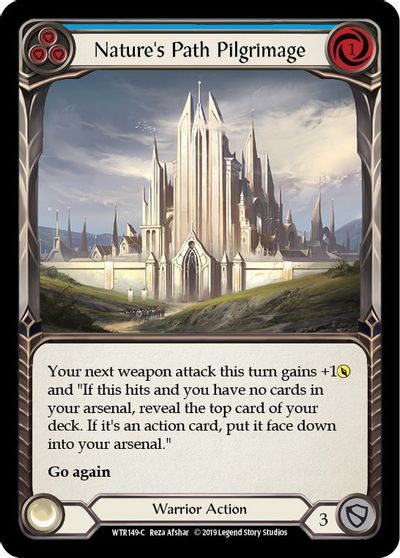 Nature's Path Pilgrimage
1
Your next weapon attack this turn gains +1
and "If this hits and you have no cards in
your arsenal, reveal the top card of your
deck. If it's an action card, put it face down
into your arsenal."
Go again
Warrior Action
3
WTR149-C Reza Afshar © 2019 Legend Story Studios